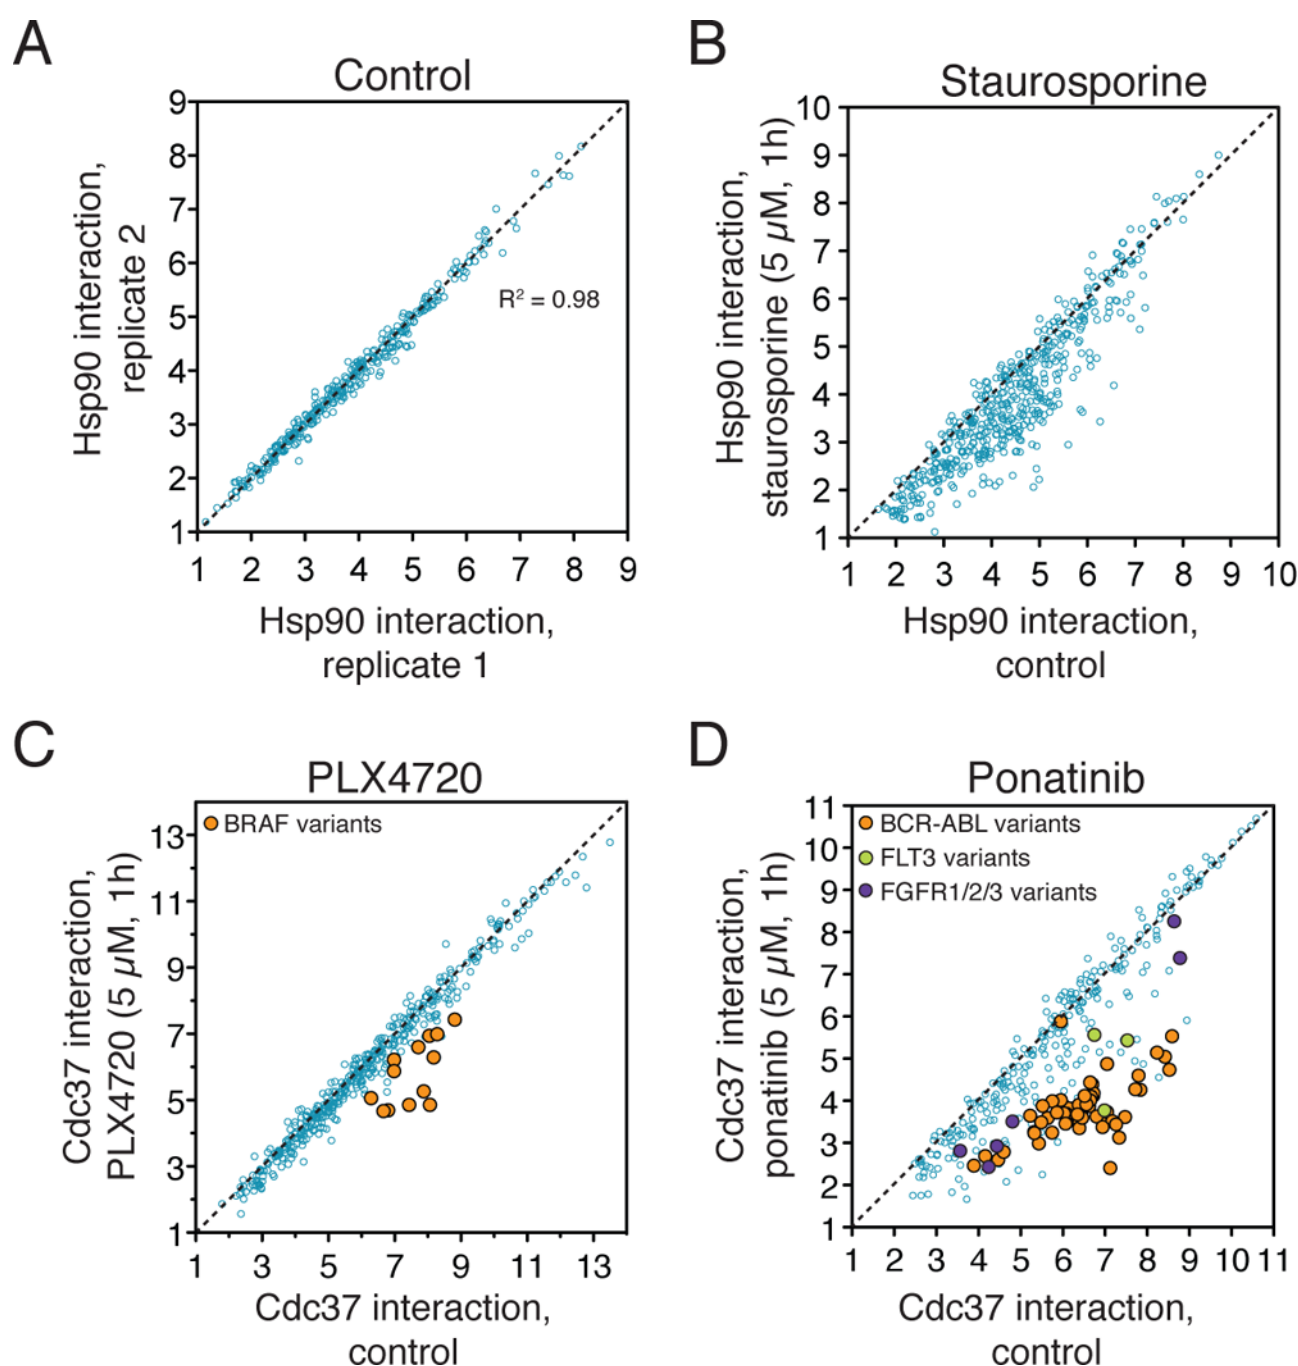 A
Control
Hsp90 interaction,
replicate 2
9
8
7
6
5
4
3
2
1
R² = 0.98
1 2 3 4 5 6 7 8 9
Hsp90 interaction,
replicate 1
B
Staurosporine
Hsp90 interaction,
staurosporine (5 µM, 1h)
10
9
8
7
6
5
4
3
2
1
1 2 3 4 5 6 7 8 9 10
Hsp90 interaction,
control
C
PLX4720
Cdc37 interaction,
PLX4720 (5 µM, 1h)
BRAF variants
13
11
9
7
5
3
1
1 3 5 7 9 11 13
Cdc37 interaction,
control
D
Ponatinib
Cdc37 interaction,
ponatinib (5 µM, 1h)
BCR-ABL variants
FLT3 variants
FGFR1/2/3 variants
11
10
9
8
7
6
5
4
3
2
1
1 2 3 4 5 6 7 8 9 10 11
Cdc37 interaction,
control